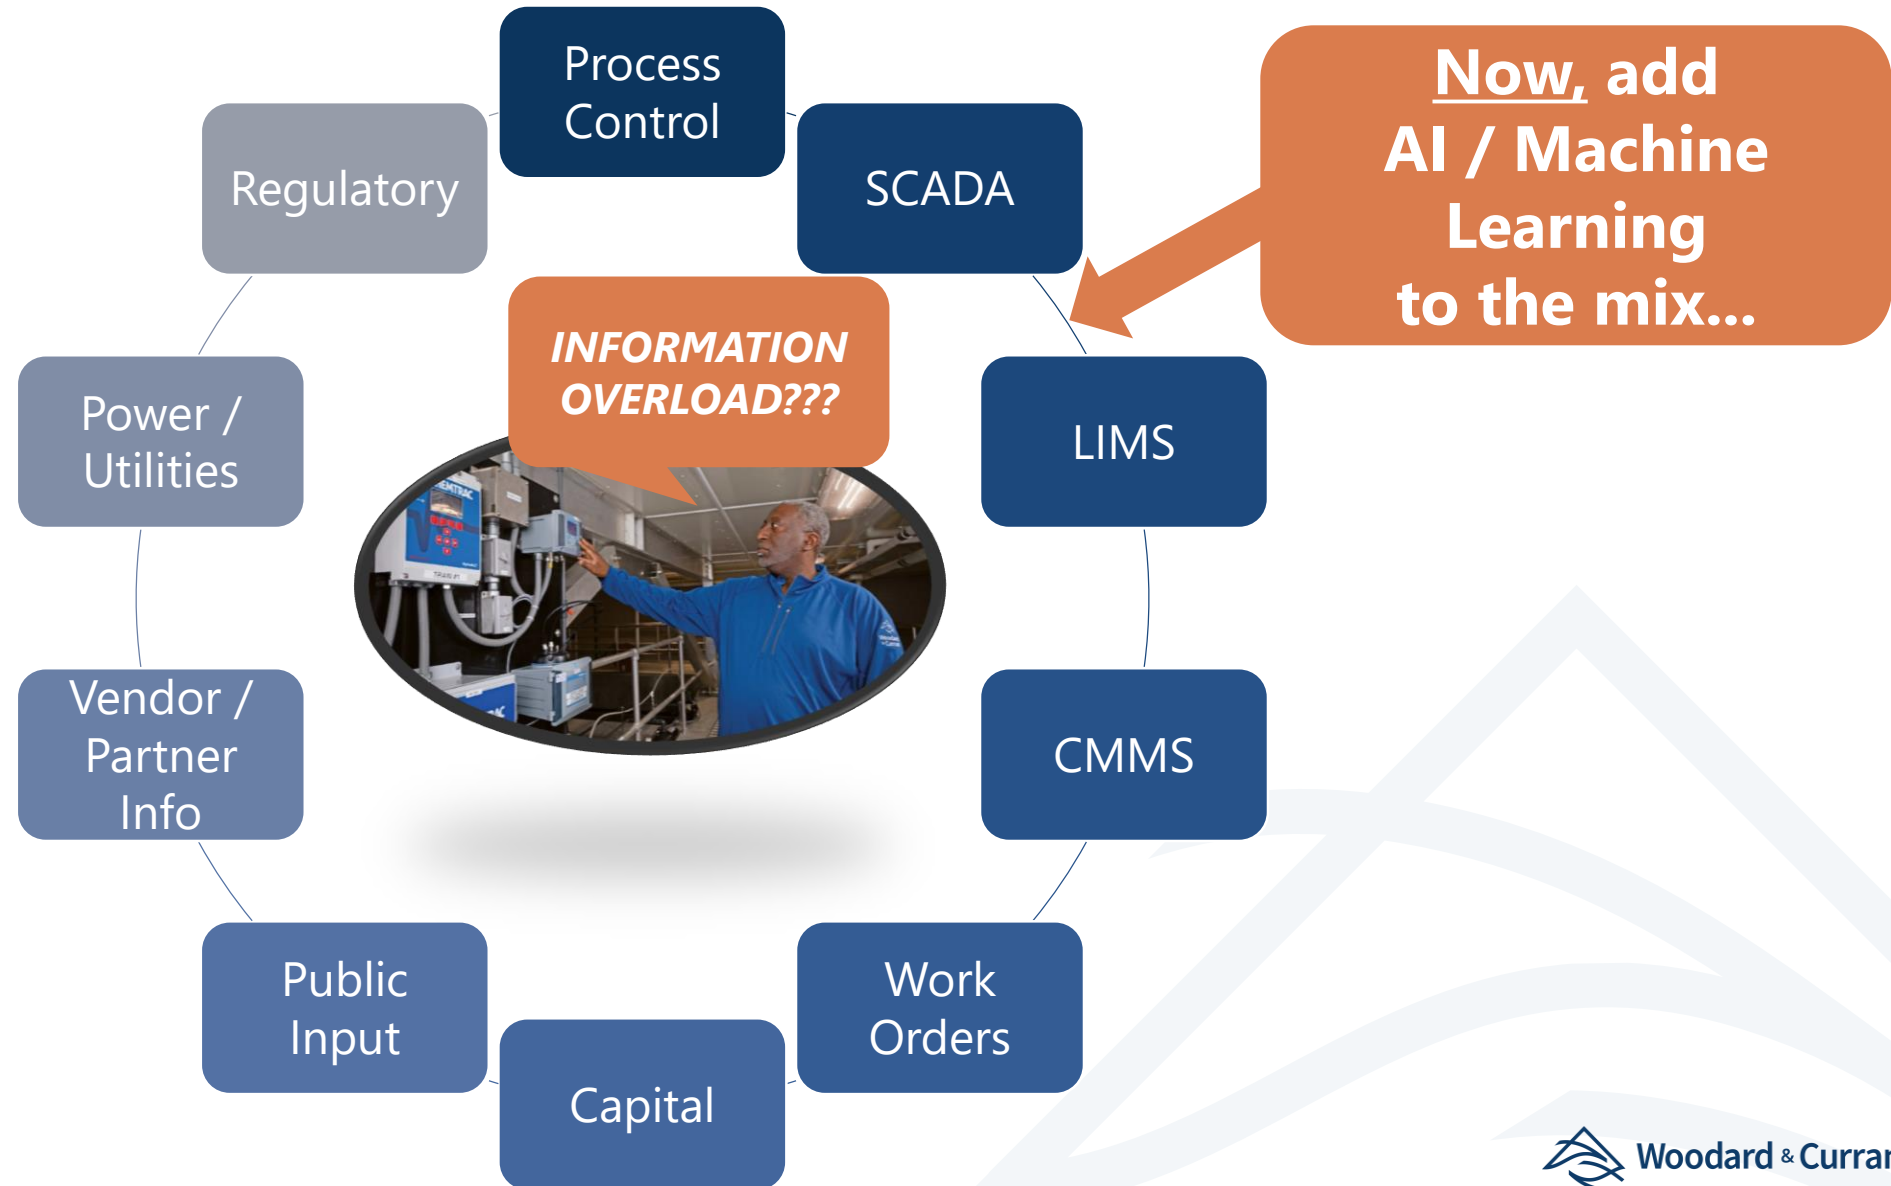 Process
Control
SCADA
LIMS
CMMS
Work
Orders
Capital
Public
Input
Vendor /
Partner
Info
Power /
Utilities
Regulatory
INFORMATION
OVERLOAD???
Now, add
AI / Machine
Learning
to the mix...
Woodard & Curran